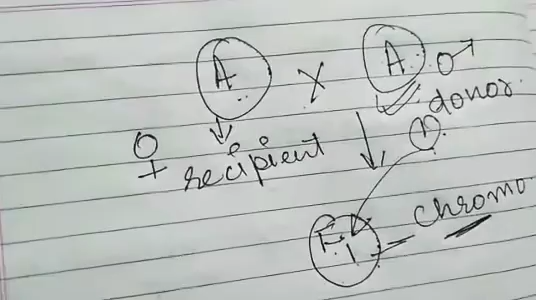 A × A ♂
donor
♀ recipient
F1 = chromo